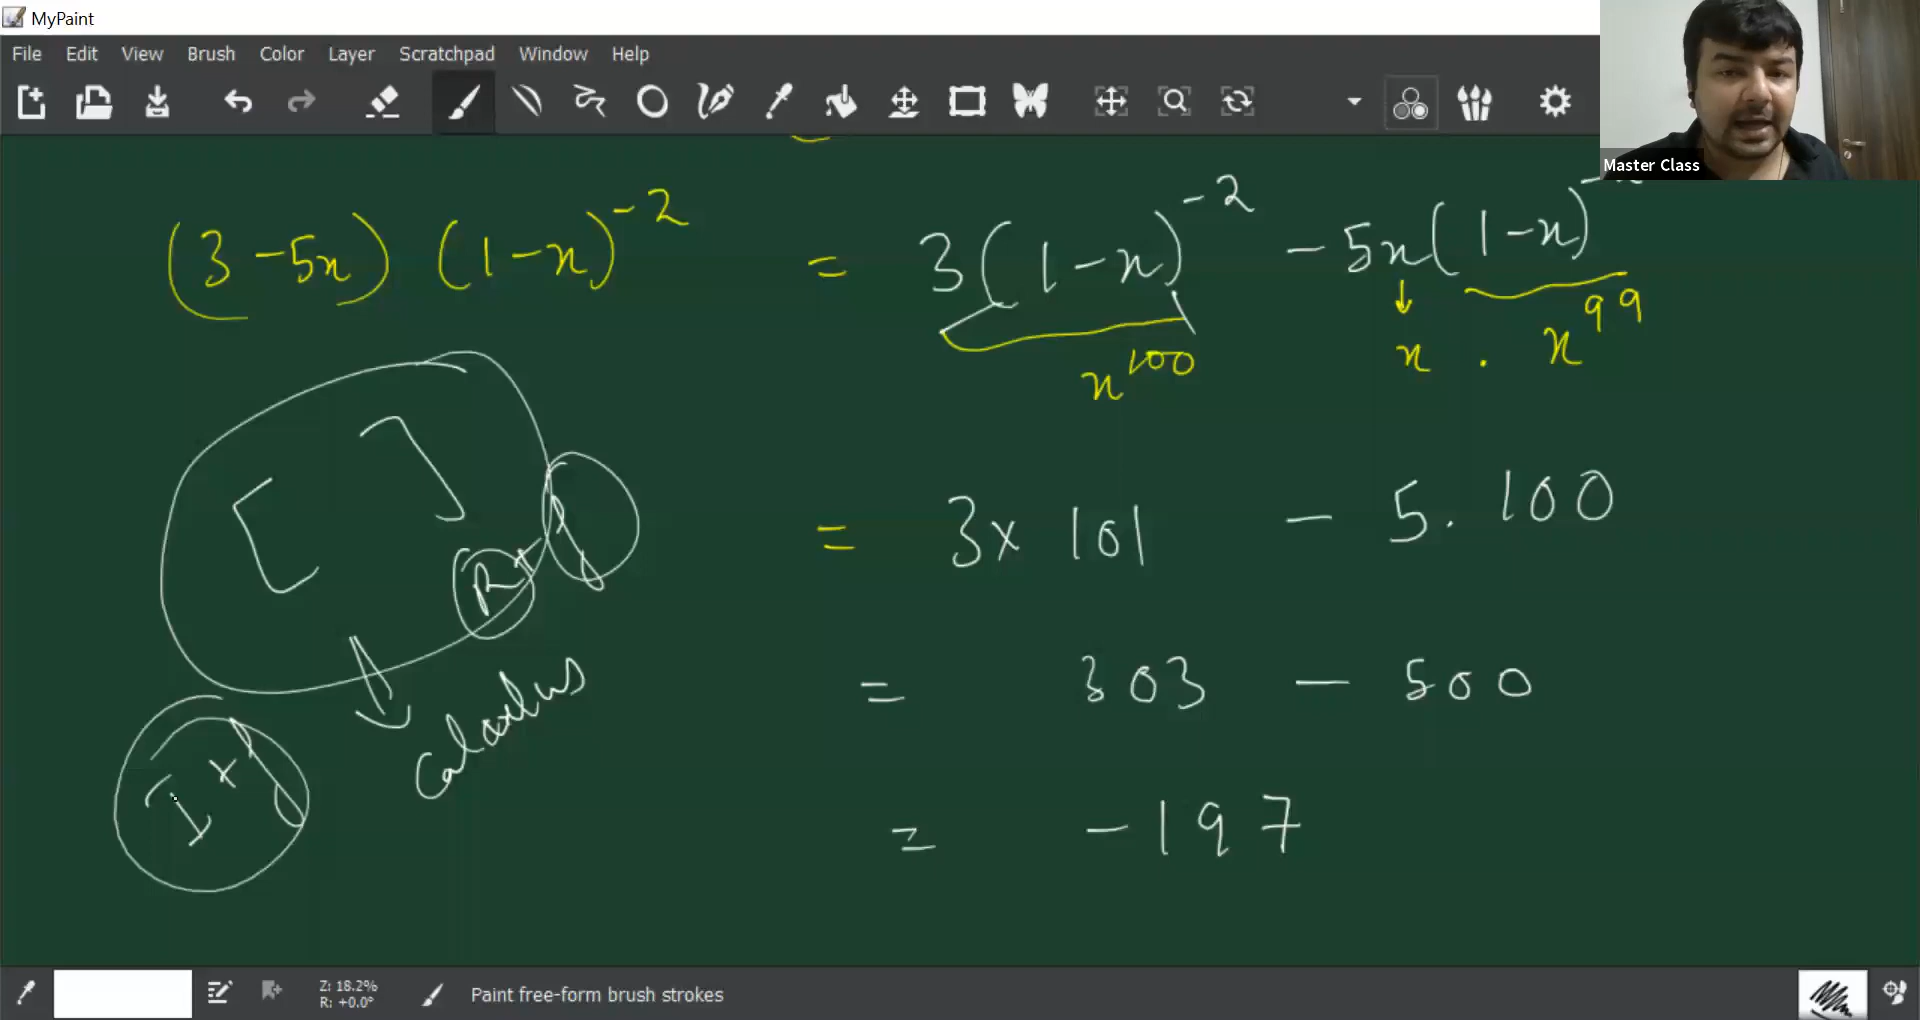 MyPaint
File Edit View Brush Color Layer Scratchpad Window Help
Master Class
(3 - 5x) (1 - x)^-2 = 3(1 - x)^-2 - 5x(1 - x)
x^100
x . x^99
[ ]
R + f
= 3 x 101 - 5. 100
Calculus
= 303 - 500
I + f
= - 197
Z: 18.2%
R: +0.0°
Paint free-form brush strokes